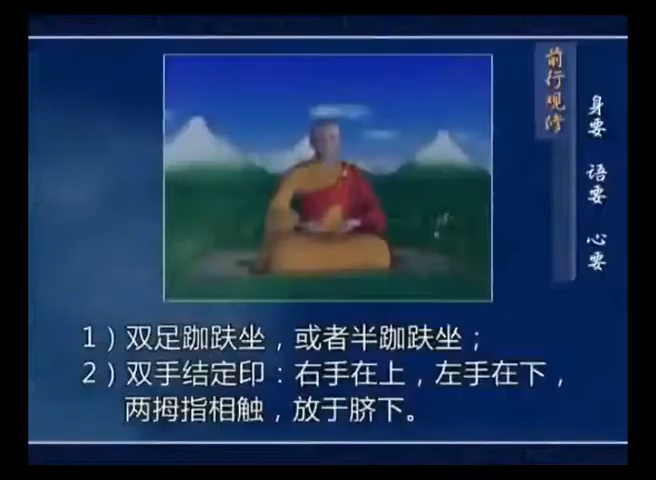 前行观修
身要 语要 心要
1）双足跏趺坐，或者半跏趺坐；
2）双手结定印：右手在上，左手在下，
两拇指相触，放于脐下。